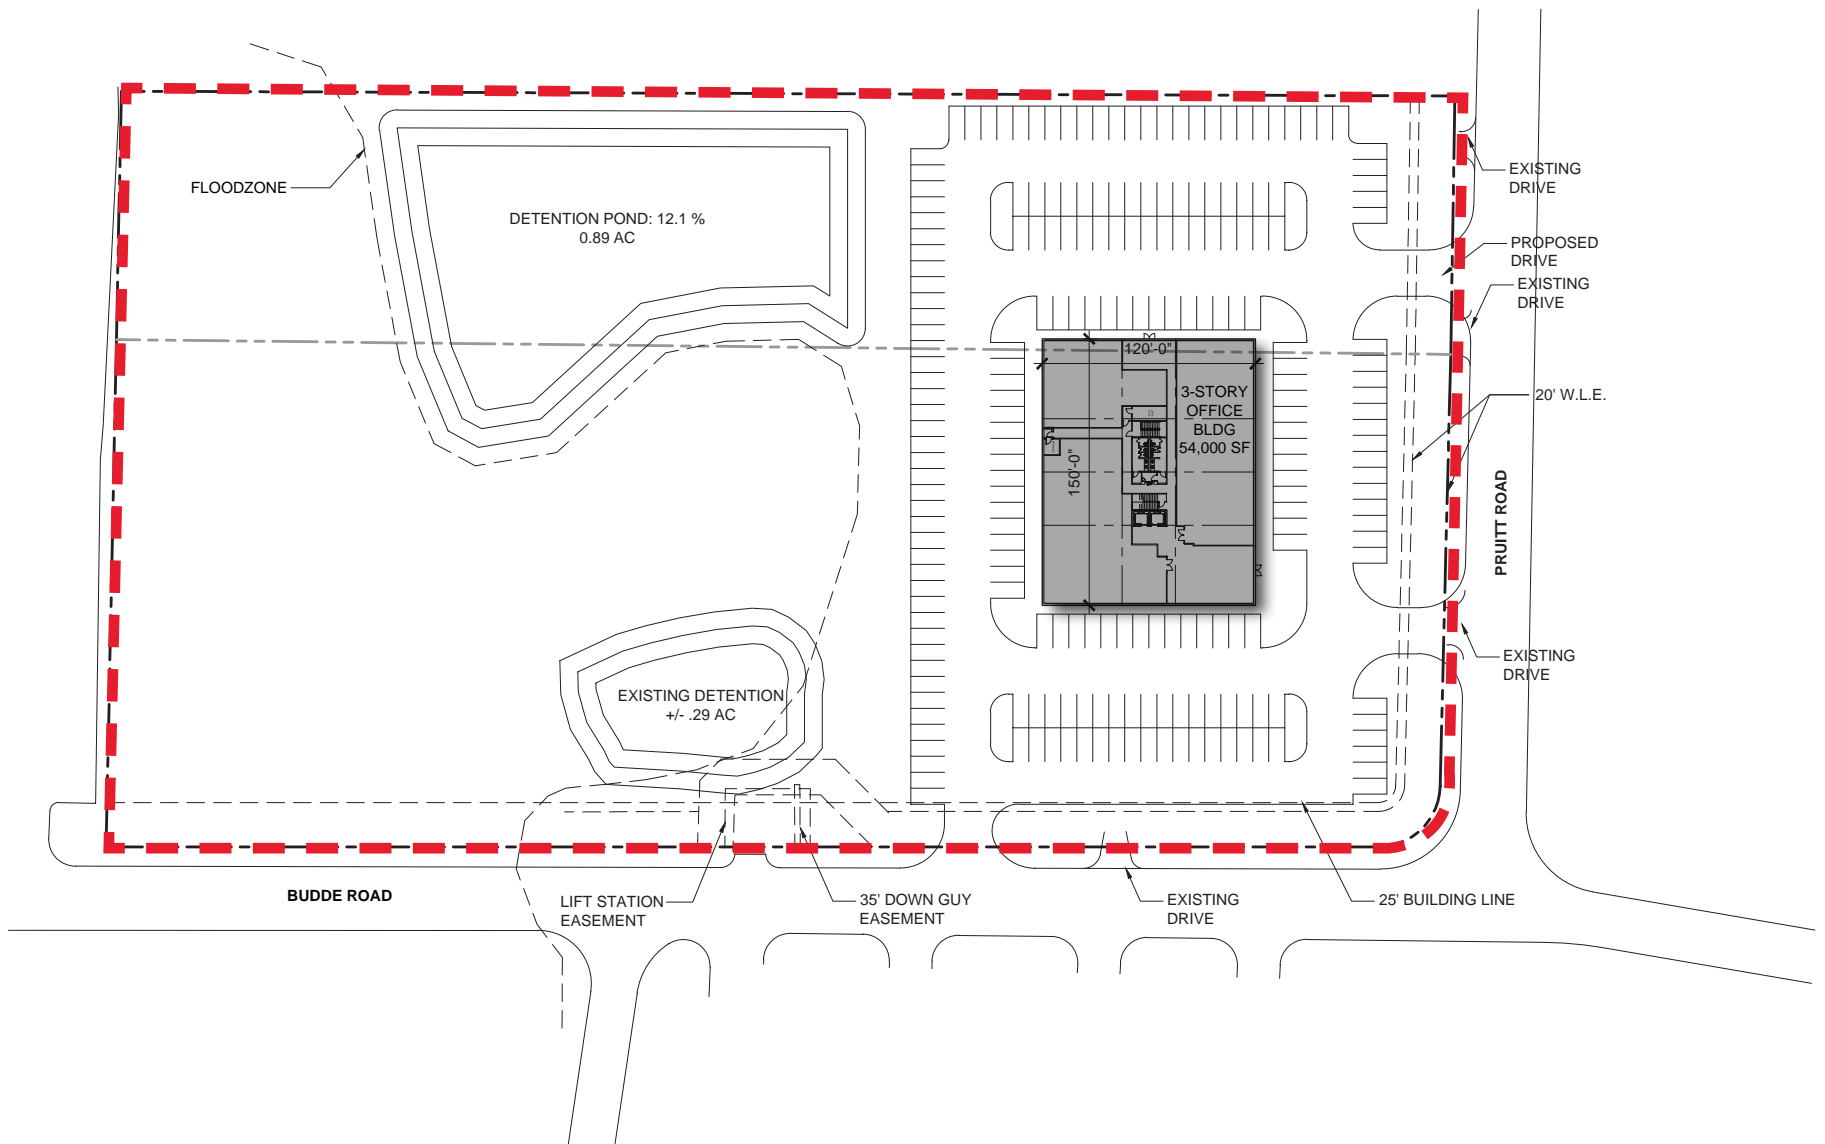 FLOODZONE
DETENTION POND: 12.1 %
0.89 AC
EXISTING
DRIVE
PROPOSED
DRIVE
EXISTING
DRIVE
120'-0"
3-STORY
OFFICE
BLDG
54,000 SF
150'-0"
20' W.L.E.
PRUITT ROAD
EXISTING
DRIVE
EXISTING DETENTION
+/- .29 AC
BUDDE ROAD
LIFT STATION
EASEMENT
35' DOWN GUY
EASEMENT
EXISTING
DRIVE
25' BUILDING LINE